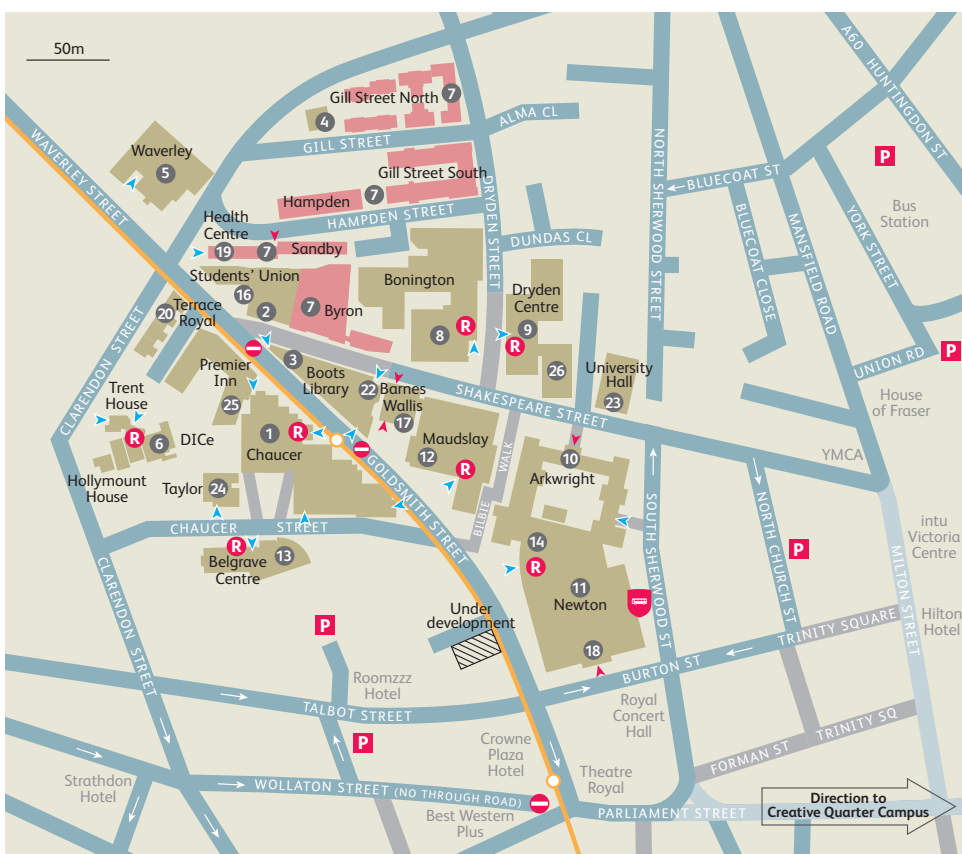 50m
A60 HUNTINGDON ST
Gill Street North
7
4
ALMA CL
GILL STREET
WAVERLEY STREET
Waverley
5
NORTH SHERWOOD STREET
BLUECOAT ST
P
Gill Street South
DRYDEN STREET
Hampden
7
HAMPDEN STREET
MANSFIELD ROAD
YORK STREET
Bus
Station
BLUECOAT CLOSE
Health
Centre
19
7
Sandby
DUNDAS CL
Students' Union
16
2
7
Byron
Bonington
8
R
Dryden
Centre
9
R
26
20
Terrace
Royal
3
Boots
Library
Premier
Inn
25
22
Barnes
Wallis
17
SHAKESPEARE STREET
University
Hall
23
UNION RD
P
House
of Fraser
CLARENDON STREET
Trent
House
R
6
DICe
Hollymount
House
1
R
Chaucer
Maudslay
12
R
WALK
BILBIE
10
Arkwright
YMCA
GOLDSMITH STREET
Taylor
24
CHAUCER STREET
R
Belgrave
Centre
13
14
R
11
Newton
18
SOUTH SHERWOOD ST
NORTH CHURCH ST
P
intu
Victoria
Centre
MILTON STREET
Hilton
Hotel
TRINITY SQUARE
CLARENDON STREET
P
Under
development
BURTON ST
Roomzzz
Hotel
TALBOT STREET
Royal
Concert
Hall
TRINITY SQ
FORMAN ST
P
Crowne
Plaza
Hotel
Theatre
Royal
Strathdon
Hotel
WOLLATON STREET (NO THROUGH ROAD)
Best Western
Plus
PARLIAMENT STREET
Direction to
Creative Quarter Campus